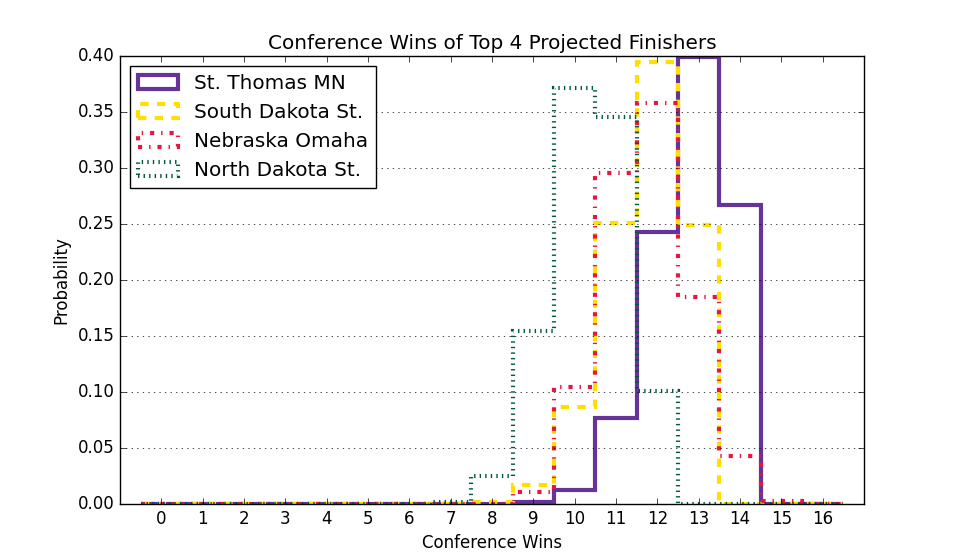 Conference Wins of Top 4 Projected Finishers
St. Thomas MN
South Dakota St.
Nebraska Omaha
North Dakota St.
0.40
0.35
0.30
0.25
0.20
0.15
0.10
0.05
0.00
Probability
0 1 2 3 4 5 6 7 8 9 10 11 12 13 14 15 16
Conference Wins